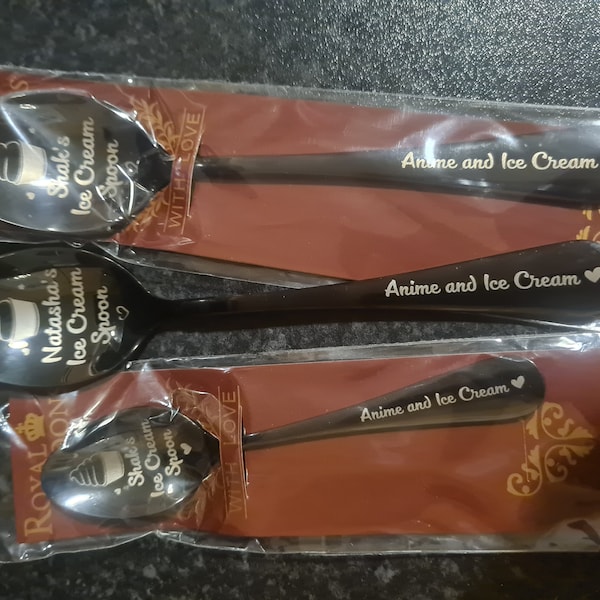 Shak's
Ice Cream
Spoon
WITH LOVE
Anime and Ice Cream
Natasha's
Ice Cream
Spoon
Anime and Ice Cream
ROYAL
Shak's
Ice Cream
Spoon
WITH LOVE
Anime and Ice Cream